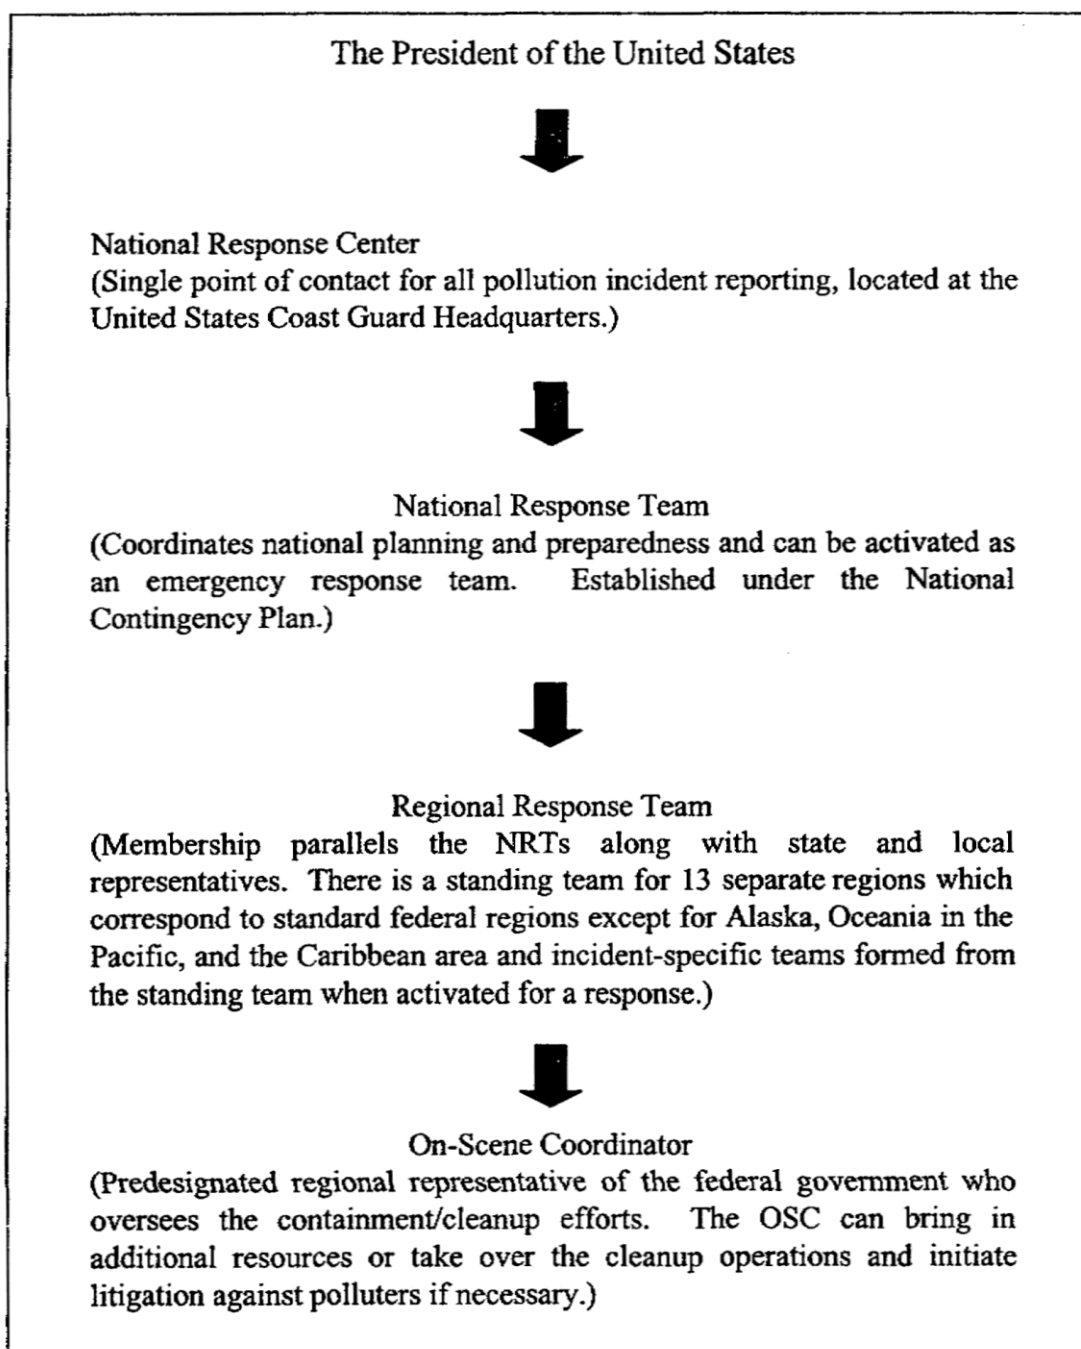 The President of the United States
National Response Center
(Single point of contact for all pollution incident reporting, located at the
United States Coast Guard Headquarters.)
National Response Team
(Coordinates national planning and preparedness and can be activated as
an emergency response team. Established under the National
Contingency Plan.)
Regional Response Team
(Membership parallels the NRTs along with state and local
representatives. There is a standing team for 13 separate regions which
correspond to standard federal regions except for Alaska, Oceania in the
Pacific, and the Caribbean area and incident-specific teams formed from
the standing team when activated for a response.)
On-Scene Coordinator
(Predesignated regional representative of the federal government who
oversees the containment/cleanup efforts. The OSC can bring in
additional resources or take over the cleanup operations and initiate
litigation against polluters if necessary.)